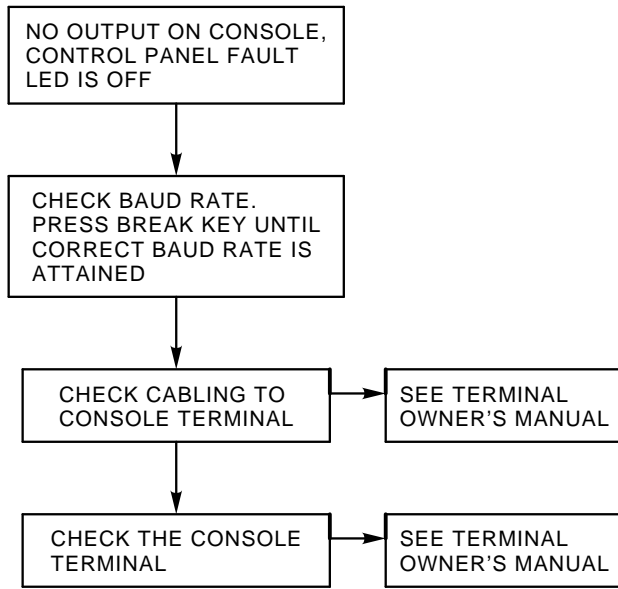 NO OUTPUT ON CONSOLE,
CONTROL PANEL FAULT
LED IS OFF
CHECK BAUD RATE.
PRESS BREAK KEY UNTIL
CORRECT BAUD RATE IS
ATTAINED
CHECK CABLING TO
CONSOLE TERMINAL
SEE TERMINAL
OWNER'S MANUAL
CHECK THE CONSOLE
TERMINAL
SEE TERMINAL
OWNER'S MANUAL